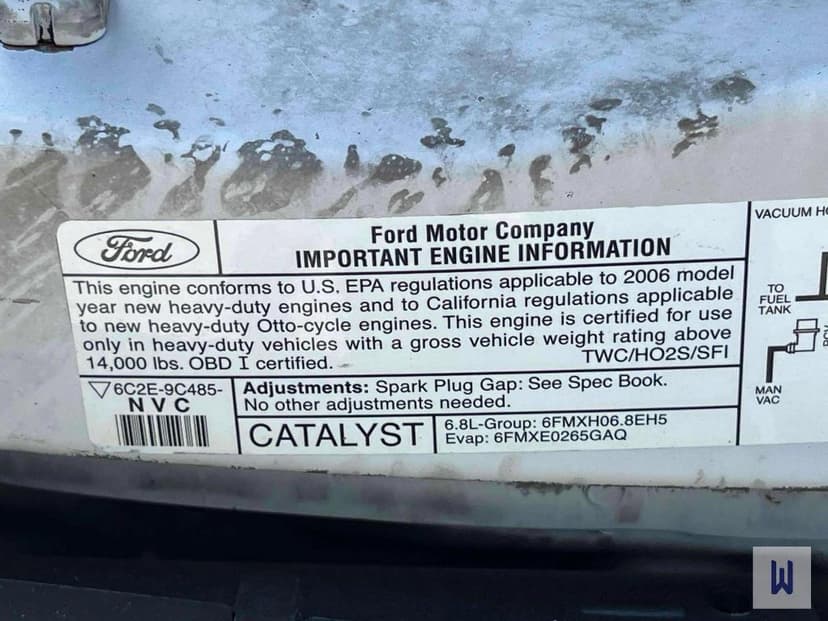 Ford
Ford Motor Company
IMPORTANT ENGINE INFORMATION
This engine conforms to U.S. EPA regulations applicable to 2006 model
year new heavy-duty engines and to California regulations applicable
to new heavy-duty Otto-cycle engines. This engine is certified for use
only in heavy-duty vehicles with a gross vehicle weight rating above
14,000 lbs. OBD I certified. TWC/HO2S/SFI
6C2E-9C485-
NVC
Adjustments: Spark Plug Gap: See Spec Book.
No other adjustments needed.
CATALYST
6.8L-Group: 6FMXH06.8EH5
Evap: 6FMXE0265GAQ
VACUUM
TO
FUEL
TANK
MAN
VAC
W